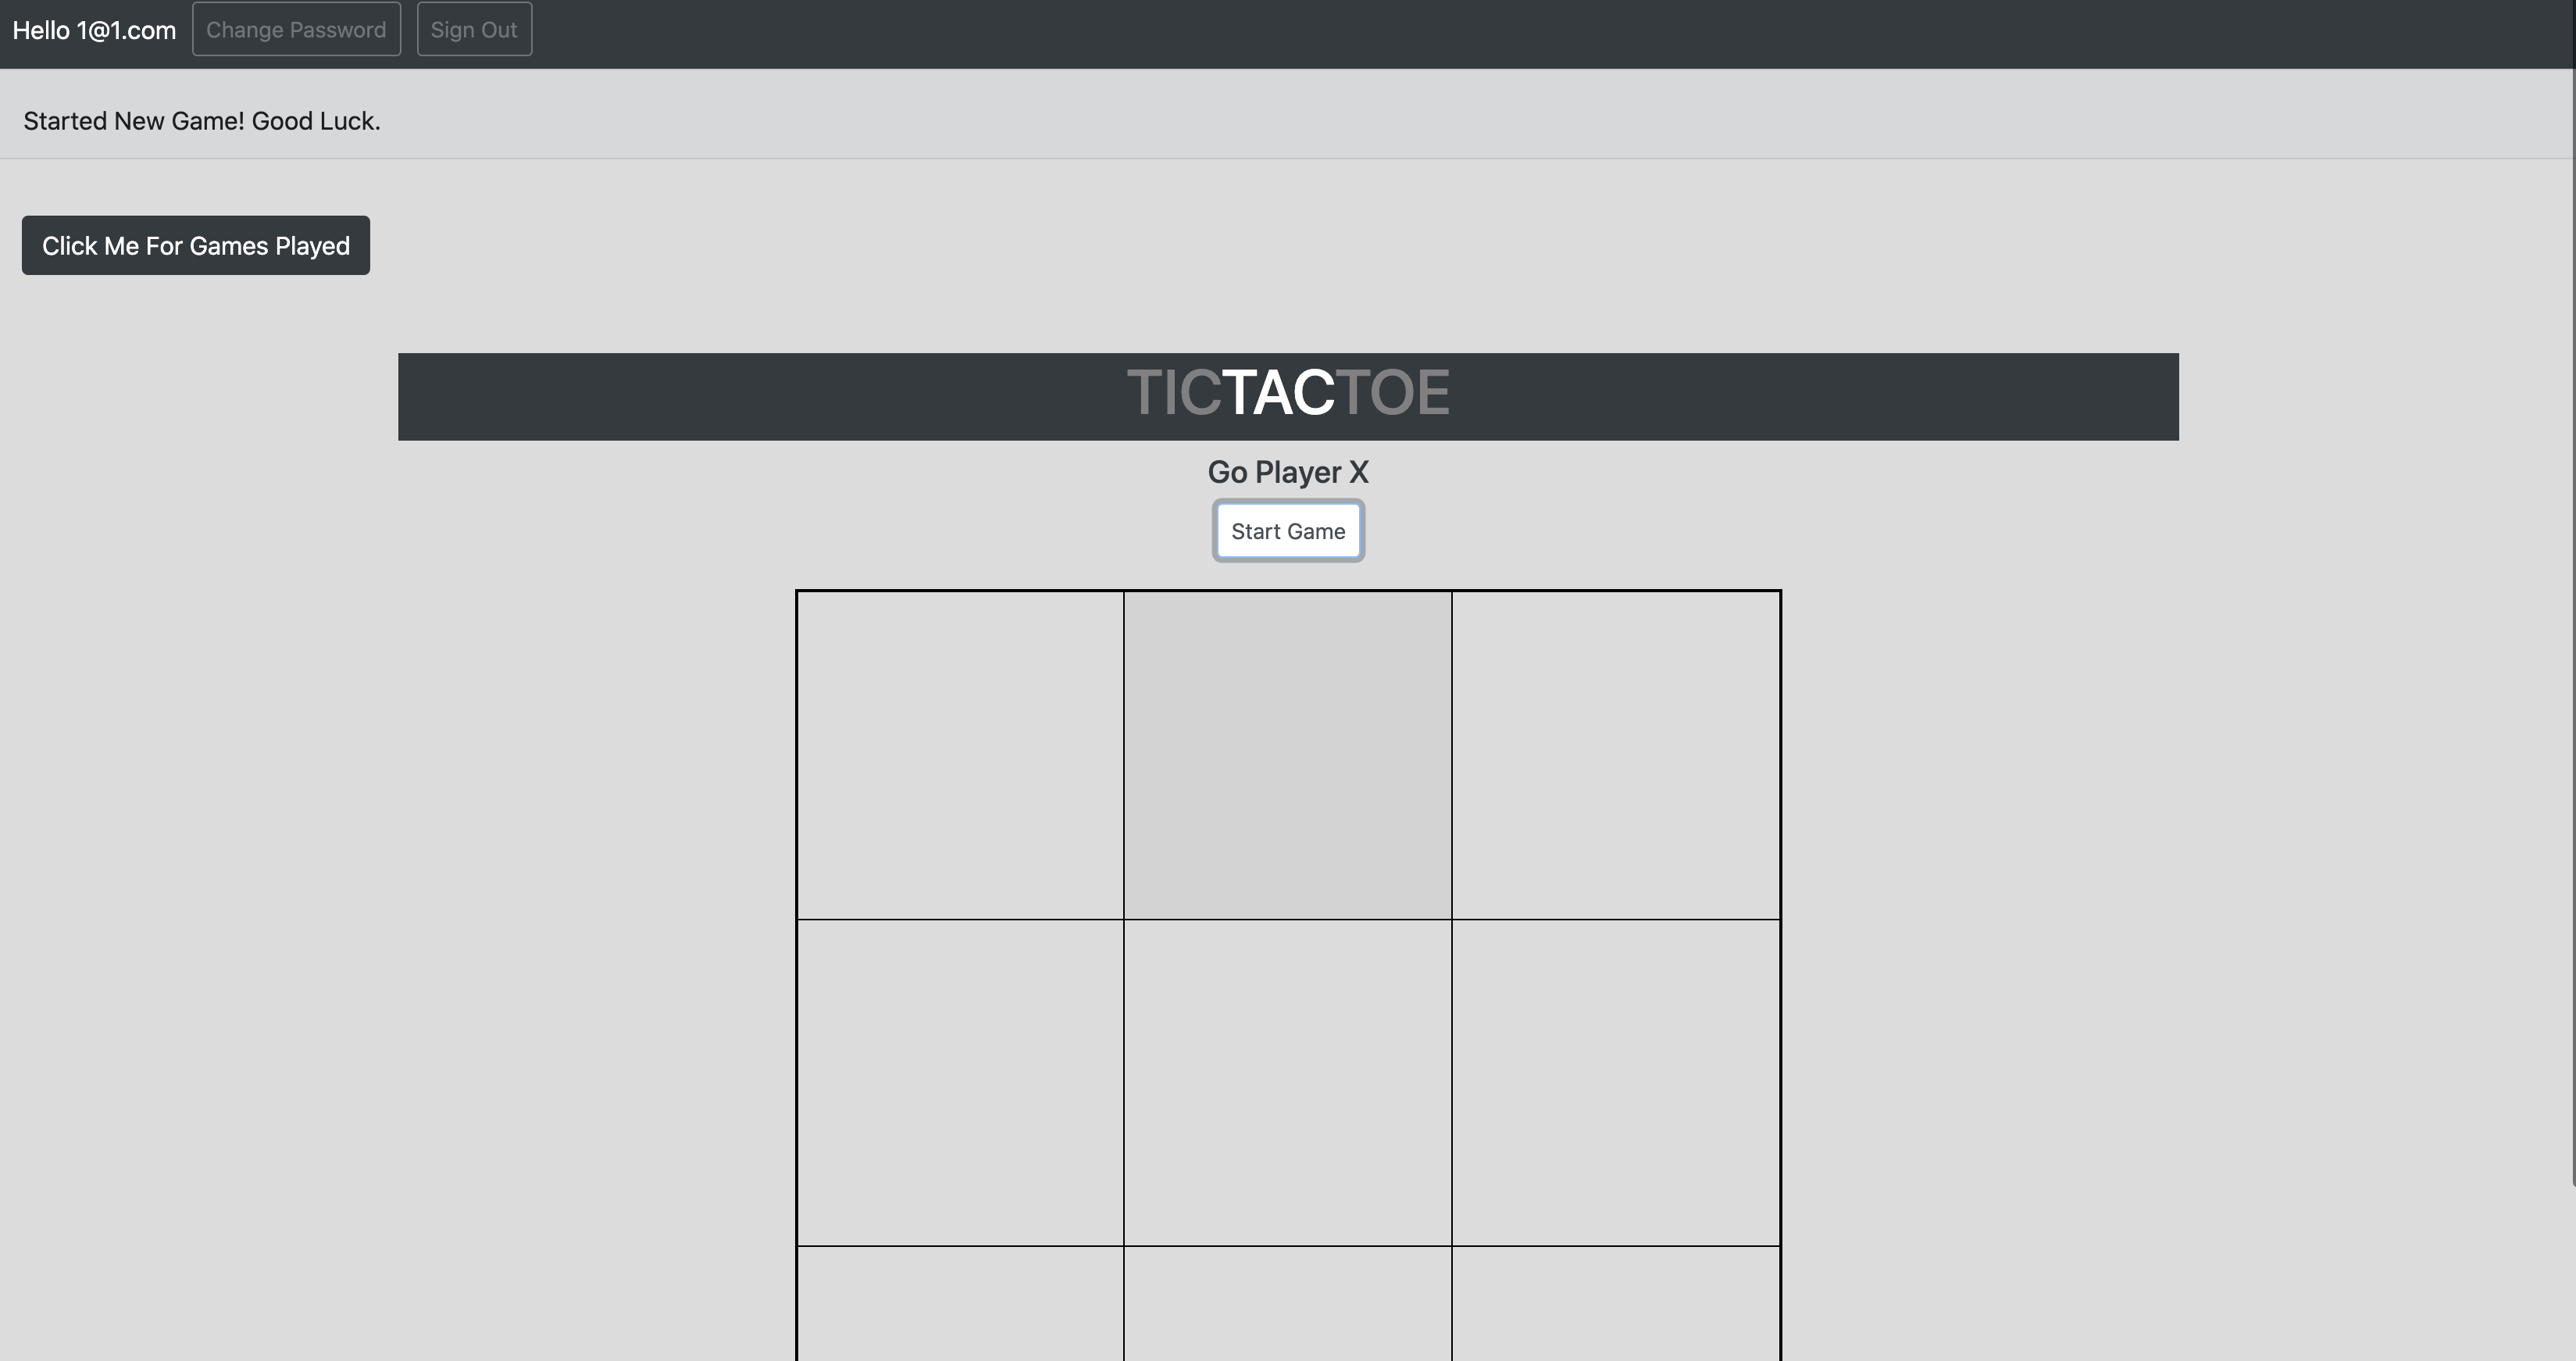 Hello 1@1.com Change Password Sign Out
Started New Game! Good Luck.
Click Me For Games Played
TICTACTOE
Go Player X
Start Game